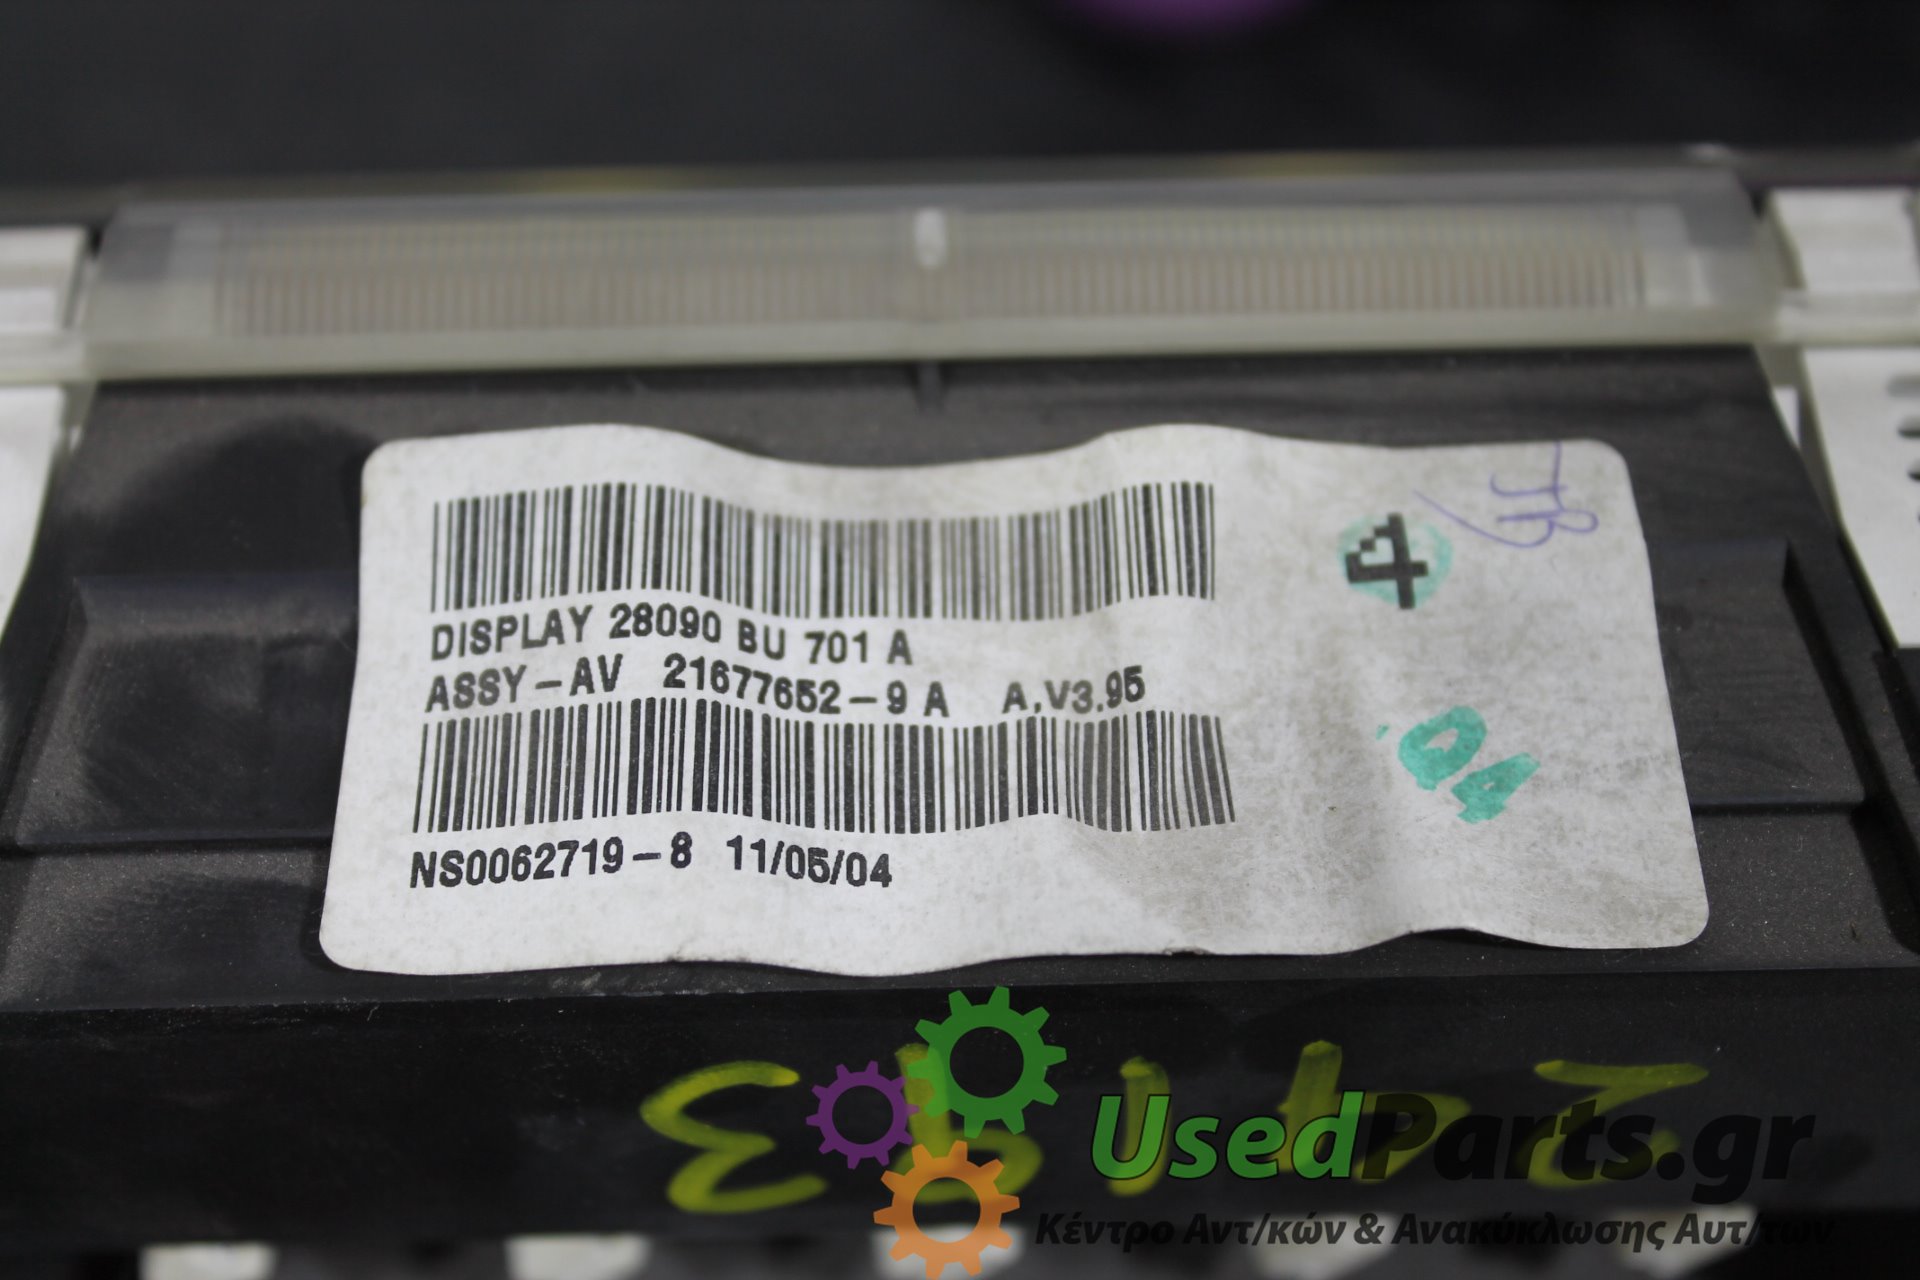 DISPLAY 28090 BU 701 A
ASSY-AV 21677652-9 A A.V3.95
NS0062719-8 11/05/04
JB
4
04
UsedParts.gr
Κέντρο Αντ/κών & Ανακύκλωσης Αυτ/των